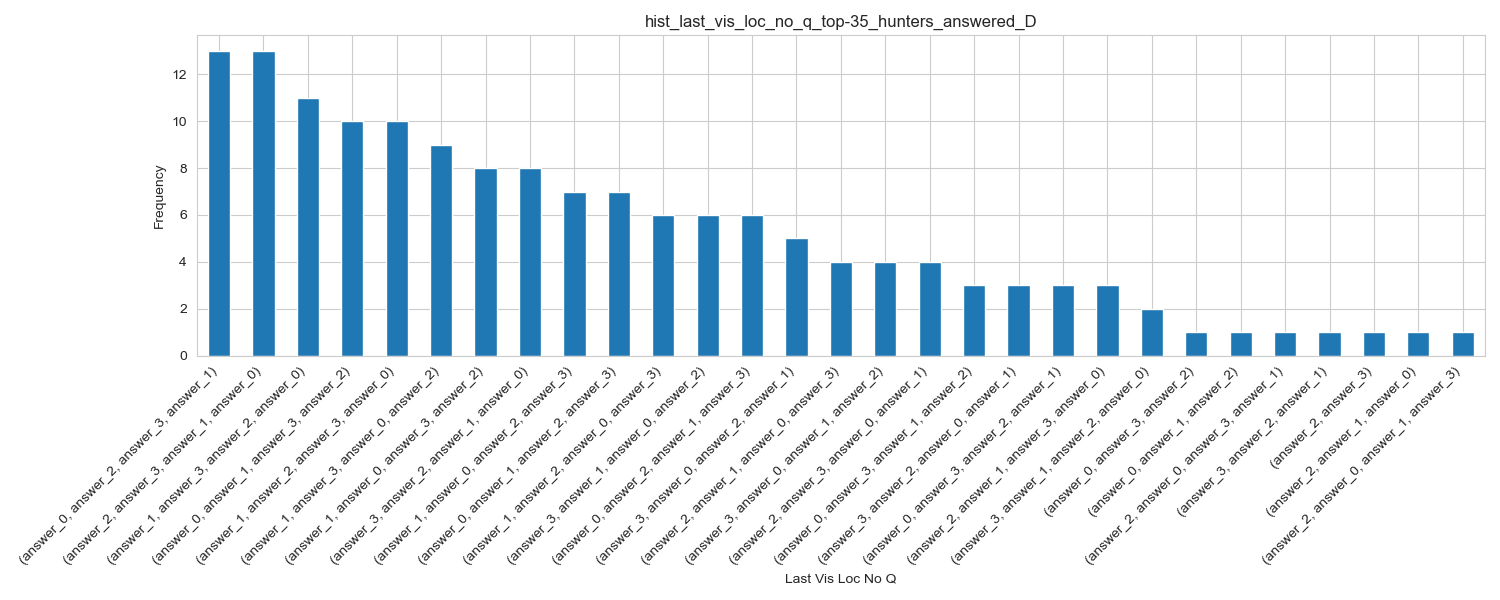 hist_last_vis_loc_no_q_top-35_hunters_answered_D
Frequency
12
10
8
6
4
2
0
(answer_0, answer_2, answer_3, answer_1)
(answer_2, answer_3, answer_1, answer_0)
(answer_1, answer_3, answer_2, answer_0)
(answer_0, answer_1, answer_3, answer_2)
(answer_1, answer_2, answer_3, answer_0)
(answer_1, answer_3, answer_0, answer_2)
(answer_1, answer_0, answer_3, answer_2)
(answer_3, answer_2, answer_1, answer_0)
(answer_1, answer_0, answer_2, answer_3)
(answer_0, answer_1, answer_2, answer_3)
(answer_1, answer_2, answer_0, answer_3)
(answer_3, answer_1, answer_0, answer_2)
(answer_0, answer_2, answer_1, answer_3)
(answer_3, answer_0, answer_2, answer_1)
(answer_2, answer_1, answer_0, answer_3)
(answer_3, answer_0, answer_1, answer_2)
(answer_2, answer_3, answer_0, answer_1)
(answer_0, answer_3, answer_1, answer_2)
(answer_3, answer_2, answer_0, answer_1)
(answer_0, answer_3, answer_2, answer_1)
(answer_2, answer_1, answer_3, answer_0)
(answer_3, answer_1, answer_2, answer_0)
(answer_0, answer_3, answer_2)
(answer_0, answer_1, answer_2)
(answer_2, answer_0, answer_3, answer_1)
(answer_3, answer_2, answer_1)
(answer_2, answer_3)
(answer_2, answer_1, answer_0)
(answer_2, answer_0, answer_1, answer_3)
Last Vis Loc No Q